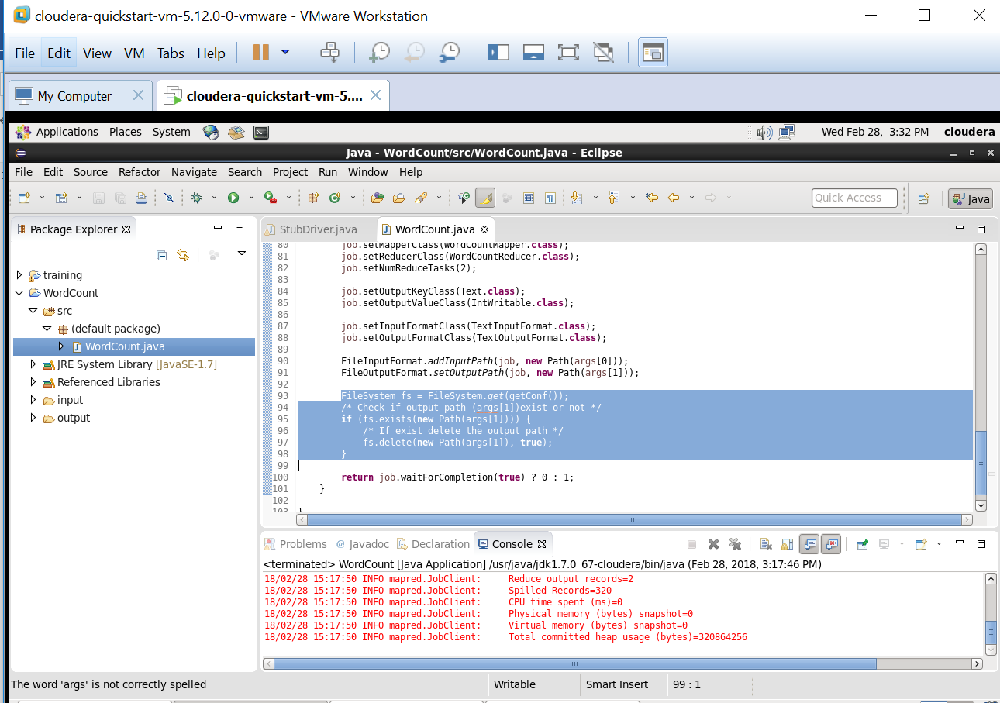 cloudera-quickstart-vm-5.12.0-0-vmware - VMware Workstation
File Edit View VM Tabs Help
My Computer cloudera-quickstart-vm-5....
Applications Places System Wed Feb 28, 3:32 PM cloudera
Java - WordCount/src/WordCount.java - Eclipse
File Edit Source Refactor Navigate Search Project Run Window Help
Quick Access Java
Package Explorer
training
WordCount
src
(default package)
WordCount.java
JRE System Library [JavaSE-1.7]
Referenced Libraries
input
output
StubDriver.java WordCount.java
80 job.setMapperClass(WordCountMapper.class);
81 job.setReducerClass(WordCountReducer.class);
82 job.setNumReduceTasks(2);
83
84 job.setOutputKeyClass(Text.class);
85 job.setOutputValueClass(IntWritable.class);
86
87 job.setInputFormatClass(TextInputFormat.class);
88 job.setOutputFormatClass(TextOutputFormat.class);
89
90 FileInputFormat.addInputPath(job, new Path(args[0]));
91 FileOutputFormat.setOutputPath(job, new Path(args[1]));
92
93 FileSystem fs = FileSystem.get(getConf());
94 /* Check if output path (args[1])exist or not */
95 if (fs.exists(new Path(args[1]))) {
96 /* If exist delete the output path */
97 fs.delete(new Path(args[1]), true);
98 }
99
100 return job.waitForCompletion(true) ? 0 : 1;
101 }
102
103 }
Problems @ Javadoc Declaration Console
<terminated> WordCount [Java Application] /usr/java/jdk1.7.0_67-cloudera/bin/java (Feb 28, 2018, 3:17:46 PM)
18/02/28 15:17:50 INFO mapred.JobClient: Reduce output records=2
18/02/28 15:17:50 INFO mapred.JobClient: Spilled Records=320
18/02/28 15:17:50 INFO mapred.JobClient: CPU time spent (ms)=0
18/02/28 15:17:50 INFO mapred.JobClient: Physical memory (bytes) snapshot=0
18/02/28 15:17:50 INFO mapred.JobClient: Virtual memory (bytes) snapshot=0
18/02/28 15:17:50 INFO mapred.JobClient: Total committed heap usage (bytes)=320864256
The word 'args' is not correctly spelled Writable Smart Insert 99 : 1